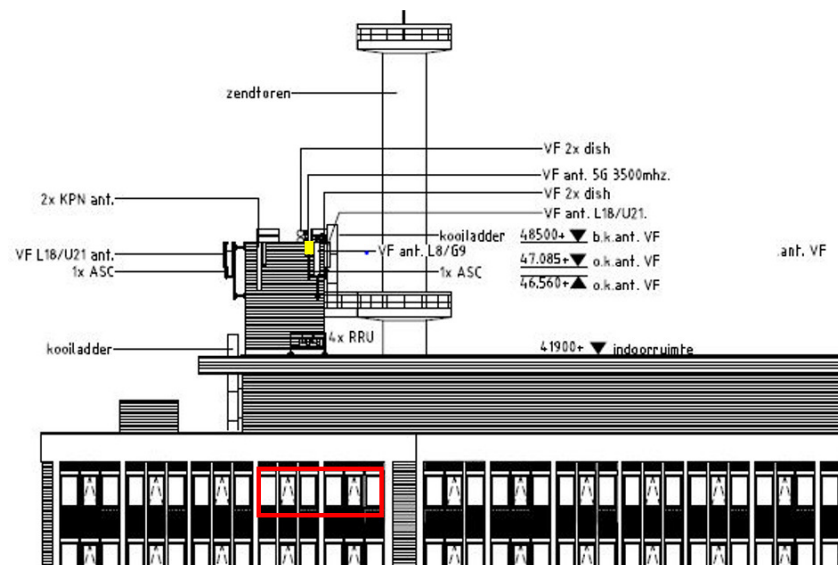 zendtoren
VF 2x dish
VF ant. 5G 3500mhz.
VF 2x dish
2x KPN ant.
VF ant. L18/U21.
kooiladder
48500+ b.k.ant. VF
VF L18/U21 ant.
VF ant. L8/G9
47.085+ o.k.ant. VF
.ant. VF
1x ASC
1x ASC
46.560+ o.k.ant. VF
4x RRU
kooiladder
41900+ indoorruimte